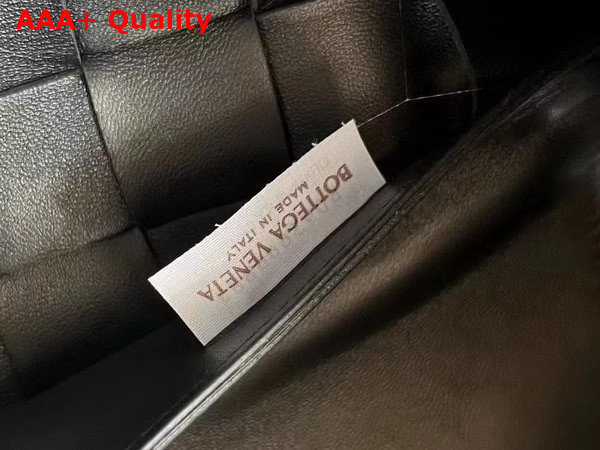 AAA+ Quality
BOTTEGA VENETA
MADE IN ITALY